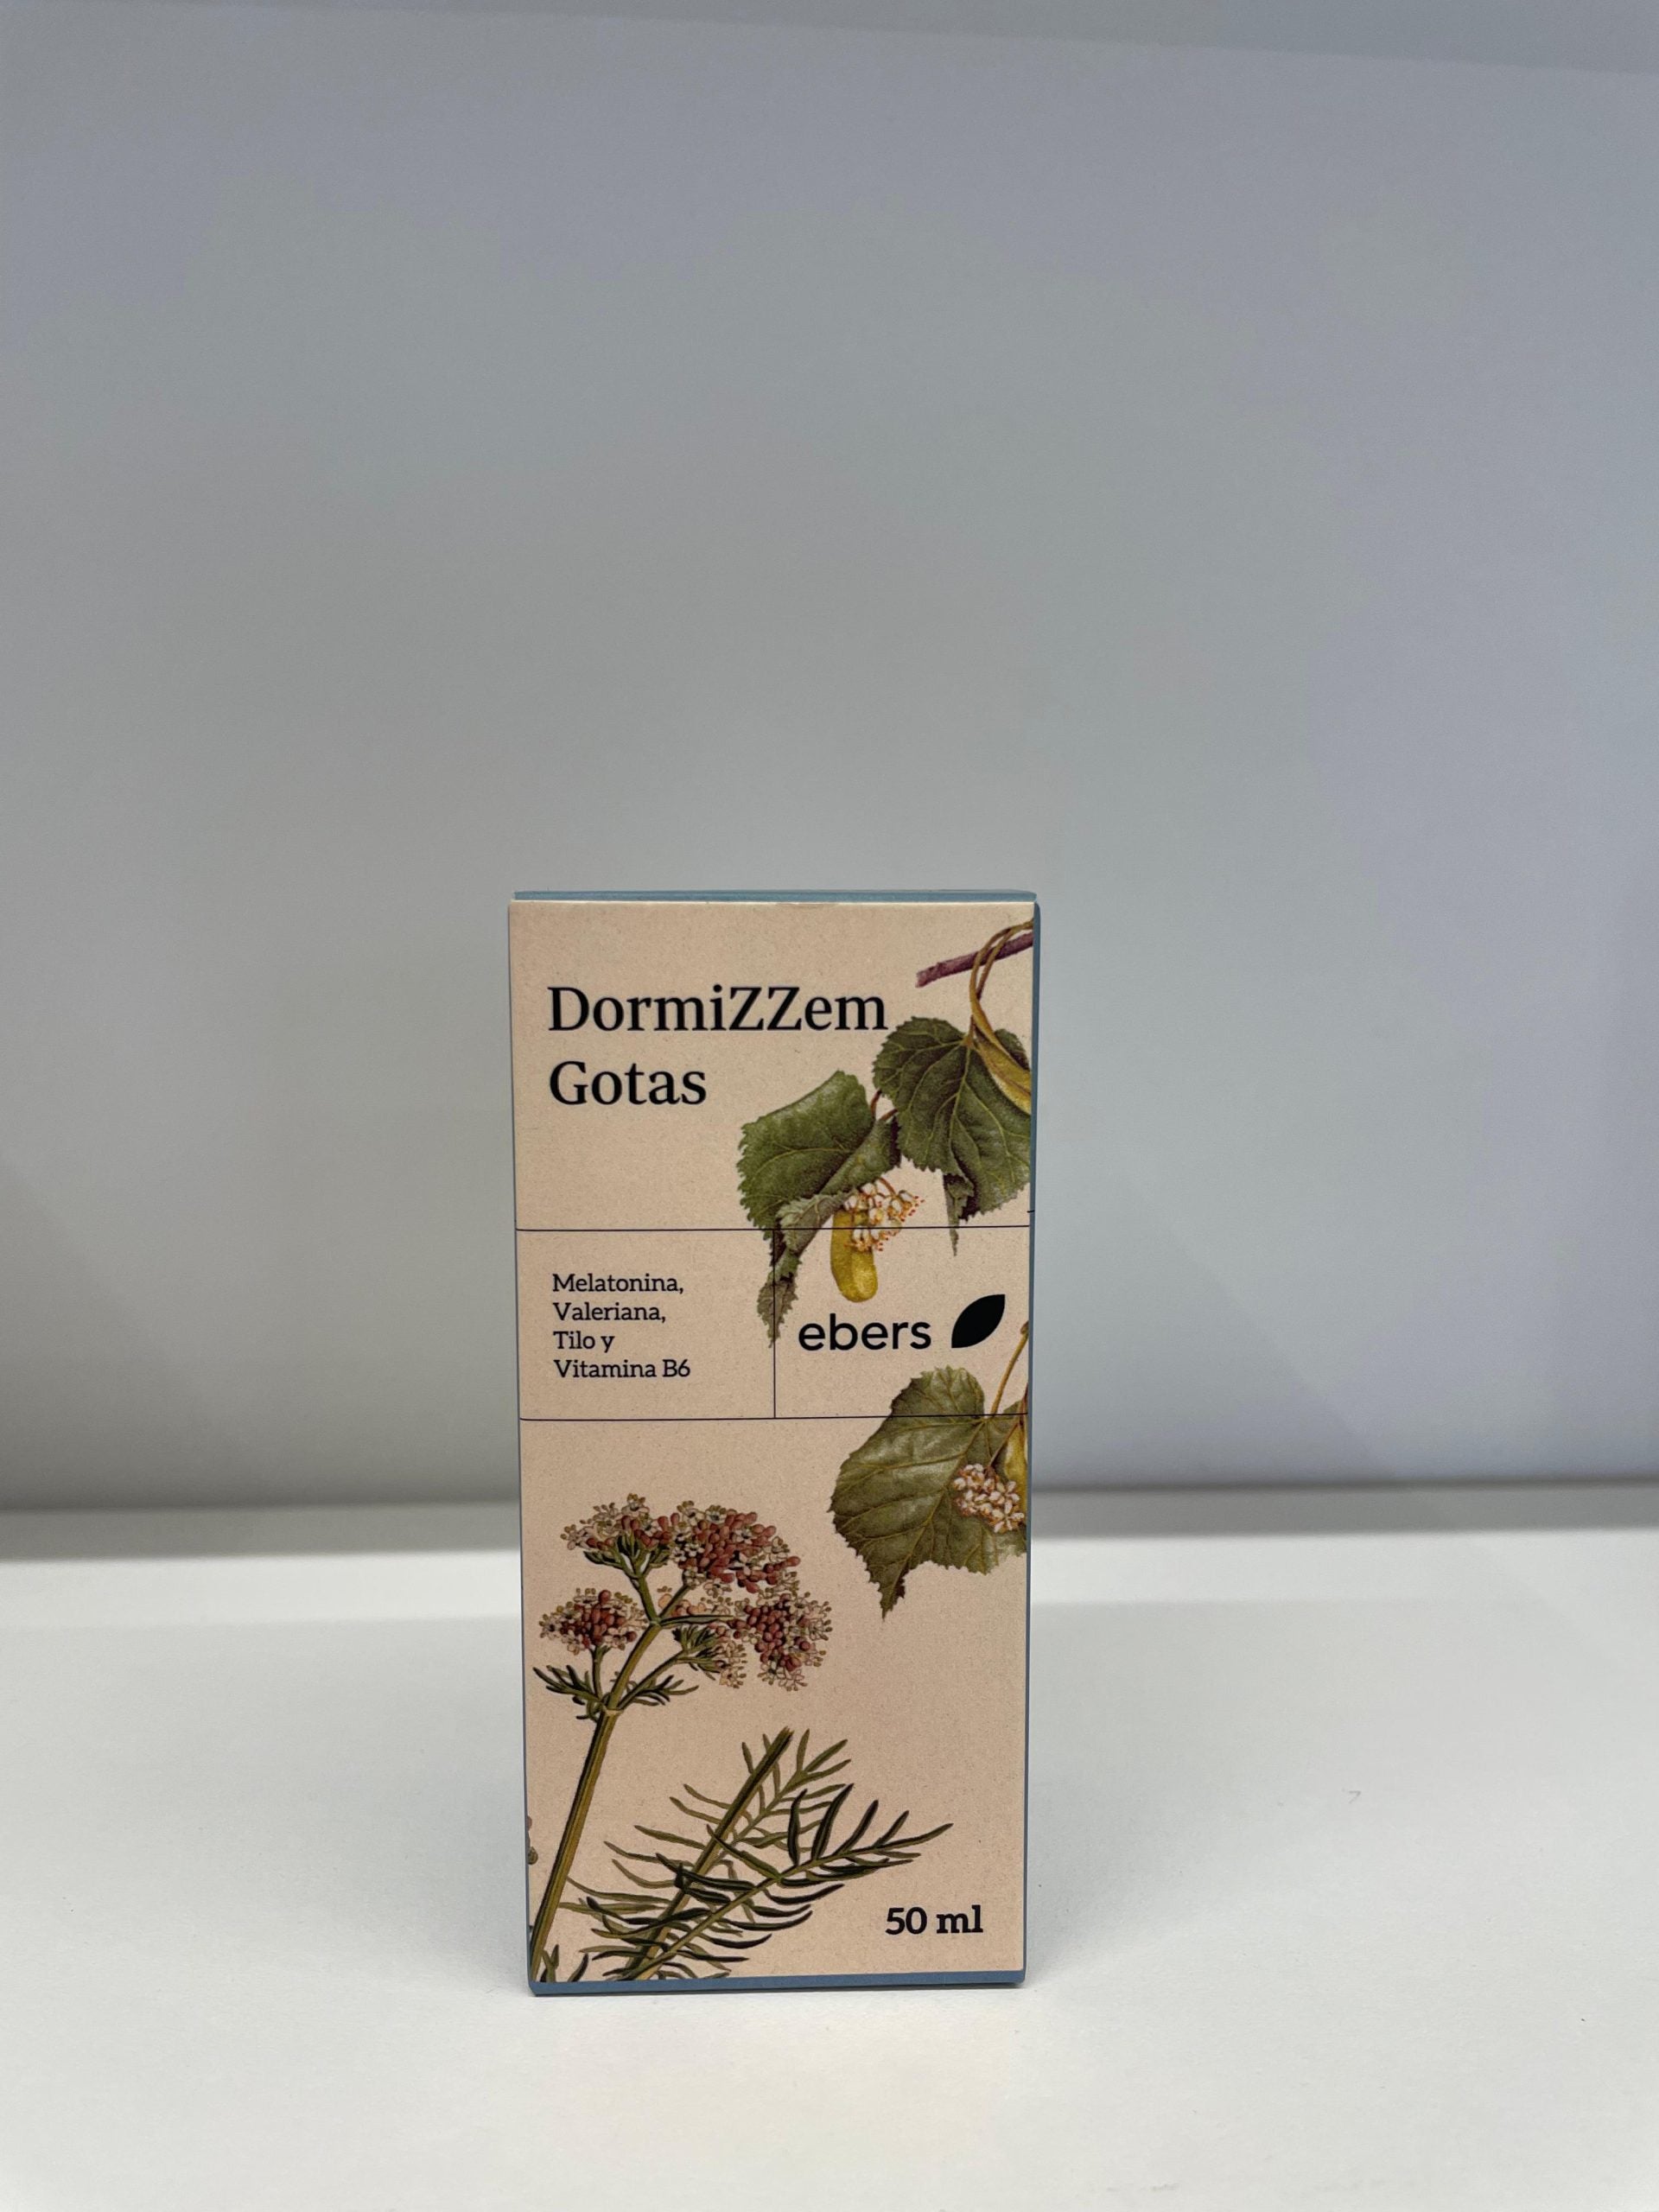 DormiZZem
Gotas
Melatonina,
Valeriana,
Tilo y
Vitamina B6
ebers
50 ml